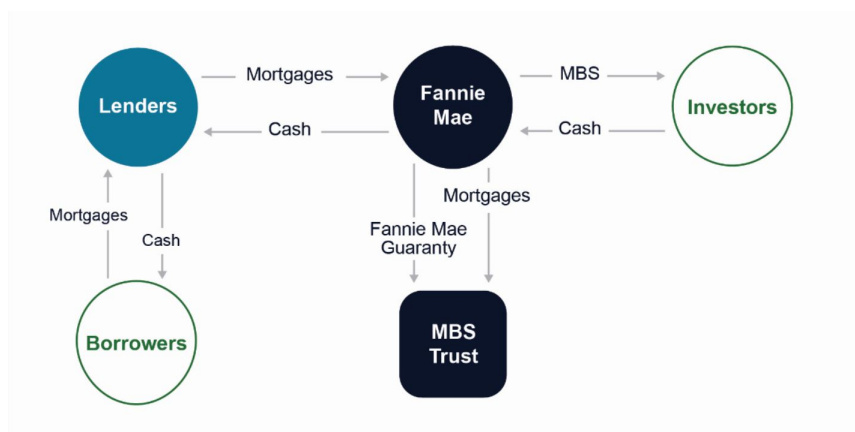 Mortgages
MBS
Lenders
Fannie
Mae
Investors
Cash
Cash
Mortgages
Mortgages
Cash
Fannie Mae
Guaranty
Borrowers
MBS
Trust